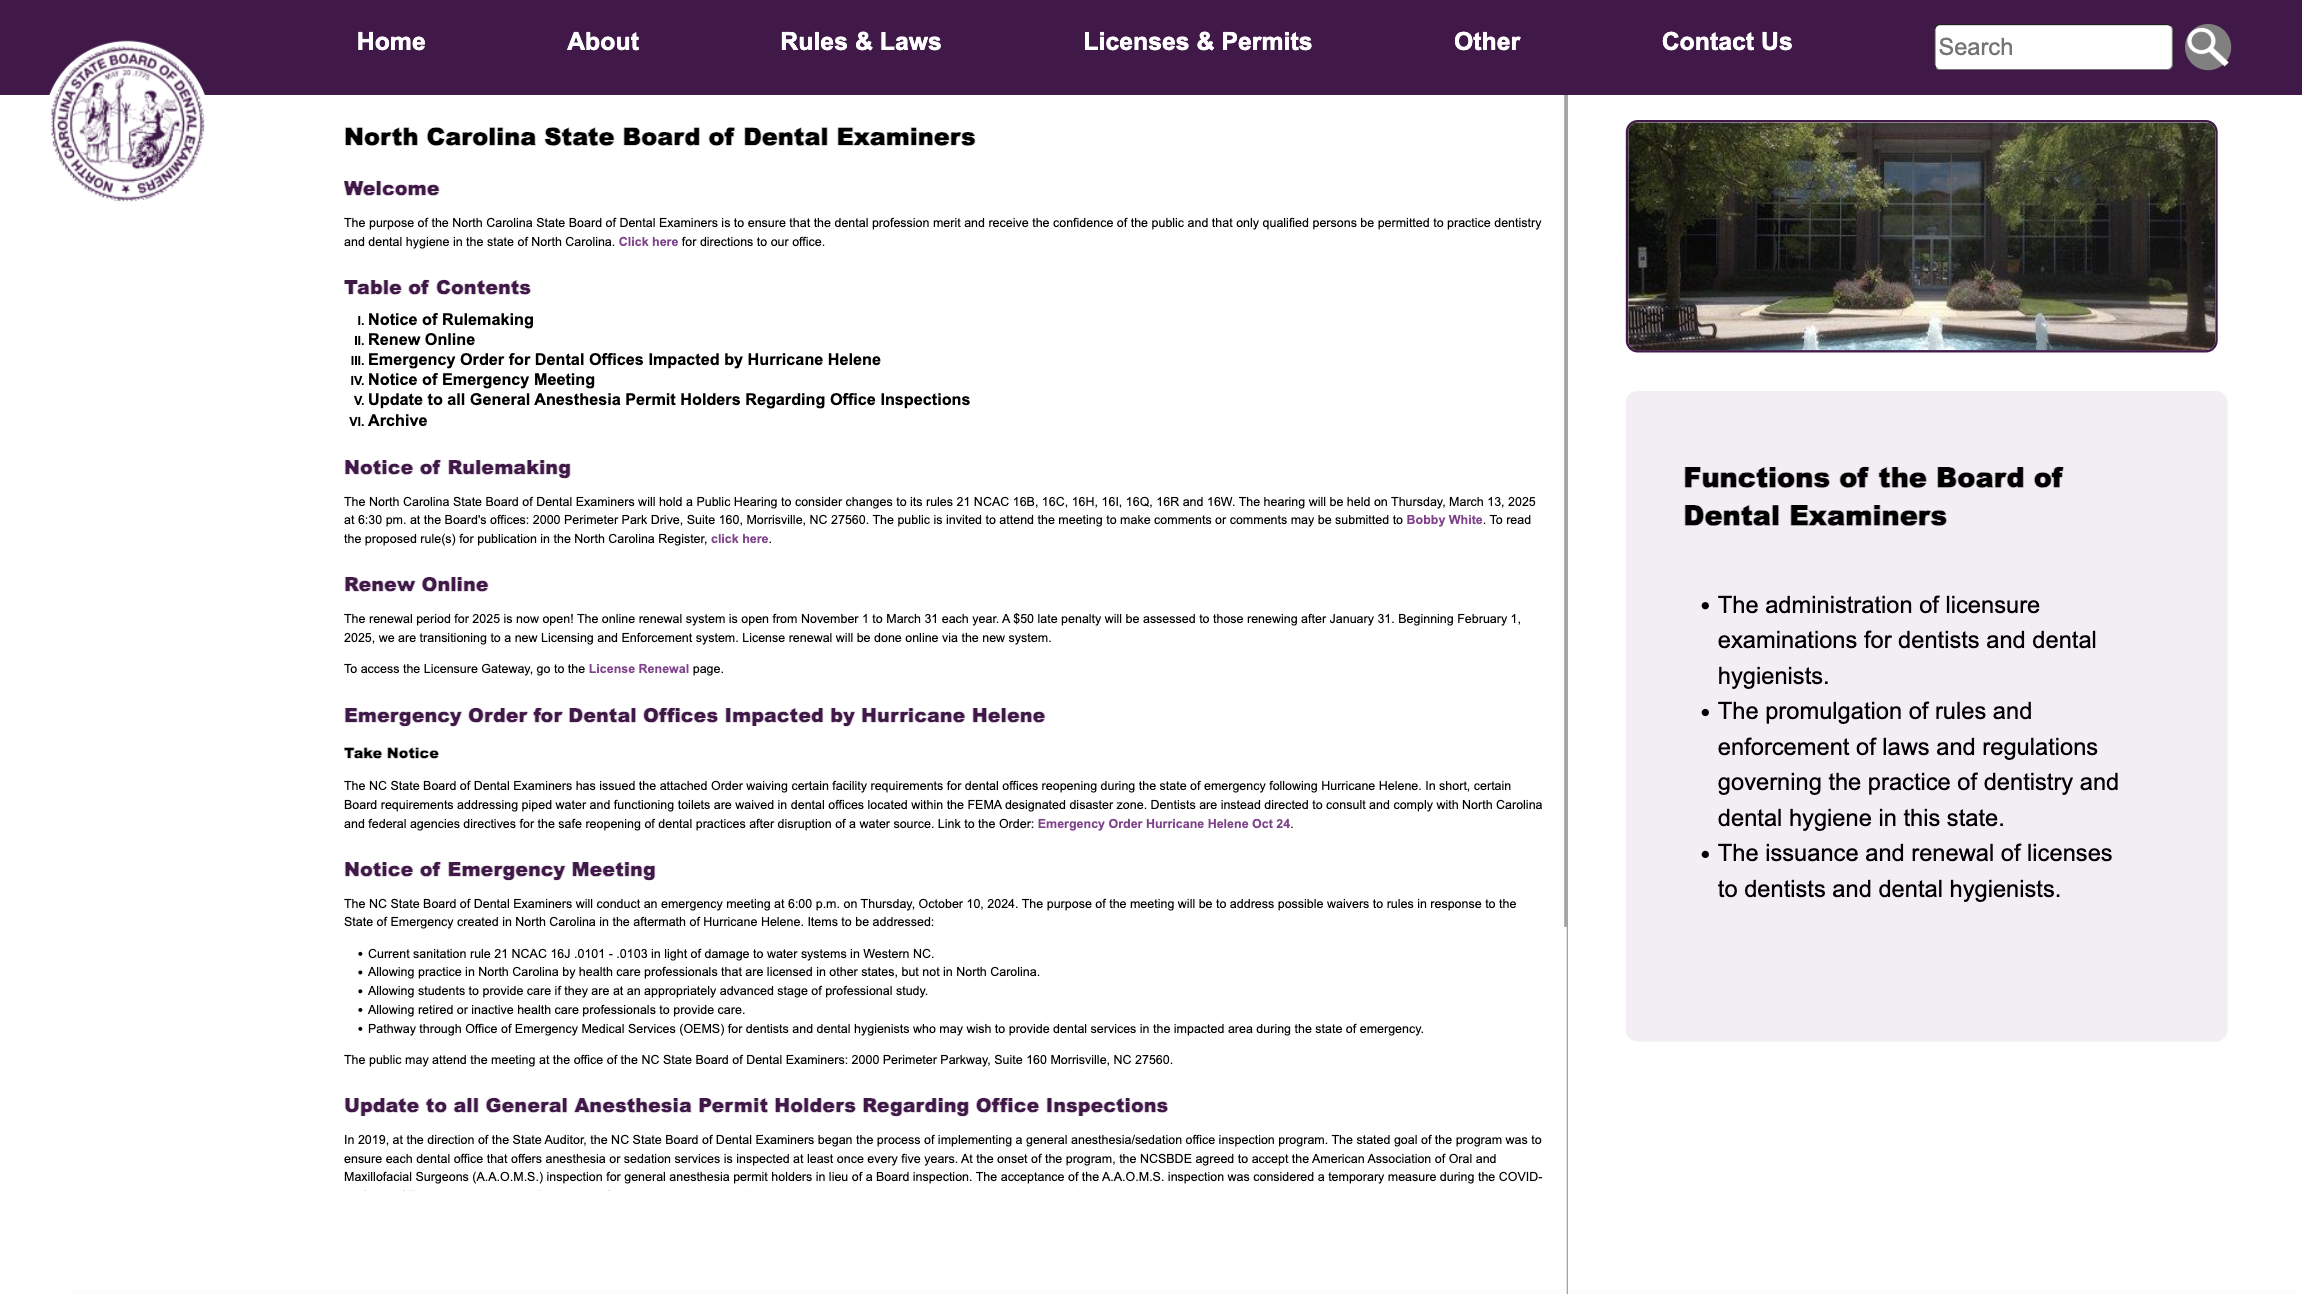 Home
About
Rules & Laws
Licenses & Permits
Other
Contact Us
Search
NORTH CAROLINA STATE BOARD OF DENTAL EXAMINERS
MAY 20, 1775
North Carolina State Board of Dental Examiners
Welcome
The purpose of the North Carolina State Board of Dental Examiners is to ensure that the dental profession merit and receive the confidence of the public and that only qualified persons be permitted to practice dentistry
and dental hygiene in the state of North Carolina. Click here for directions to our office.
Table of Contents
I. Notice of Rulemaking
II. Renew Online
III. Emergency Order for Dental Offices Impacted by Hurricane Helene
IV. Notice of Emergency Meeting
V. Update to all General Anesthesia Permit Holders Regarding Office Inspections
VI. Archive
Notice of Rulemaking
The North Carolina State Board of Dental Examiners will hold a Public Hearing to consider changes to its rules 21 NCAC 16B, 16C, 16H, 16I, 16Q, 16R and 16W. The hearing will be held on Thursday, March 13, 2025
at 6:30 pm. at the Board's offices: 2000 Perimeter Park Drive, Suite 160, Morrisville, NC 27560. The public is invited to attend the meeting to make comments or comments may be submitted to Bobby White. To read
the proposed rule(s) for publication in the North Carolina Register, click here.
Renew Online
The renewal period for 2025 is now open! The online renewal system is open from November 1 to March 31 each year. A $50 late penalty will be assessed to those renewing after January 31. Beginning February 1,
2025, we are transitioning to a new Licensing and Enforcement system. License renewal will be done online via the new system.
To access the Licensure Gateway, go to the License Renewal page.
Emergency Order for Dental Offices Impacted by Hurricane Helene
Take Notice
The NC State Board of Dental Examiners has issued the attached Order waiving certain facility requirements for dental offices reopening during the state of emergency following Hurricane Helene. In short, certain
Board requirements addressing piped water and functioning toilets are waived in dental offices located within the FEMA designated disaster zone. Dentists are instead directed to consult and comply with North Carolina
and federal agencies directives for the safe reopening of dental practices after disruption of a water source. Link to the Order: Emergency Order Hurricane Helene Oct 24.
Notice of Emergency Meeting
The NC State Board of Dental Examiners will conduct an emergency meeting at 6:00 p.m. on Thursday, October 10, 2024. The purpose of the meeting will be to address possible waivers to rules in response to the
State of Emergency created in North Carolina in the aftermath of Hurricane Helene. Items to be addressed:
• Current sanitation rule 21 NCAC 16J .0101 - .0103 in light of damage to water systems in Western NC.
• Allowing practice in North Carolina by health care professionals that are licensed in other states, but not in North Carolina.
• Allowing students to provide care if they are at an appropriately advanced stage of professional study.
• Allowing retired or inactive health care professionals to provide care.
• Pathway through Office of Emergency Medical Services (OEMS) for dentists and dental hygienists who may wish to provide dental services in the impacted area during the state of emergency.
The public may attend the meeting at the office of the NC State Board of Dental Examiners: 2000 Perimeter Parkway, Suite 160 Morrisville, NC 27560.
Update to all General Anesthesia Permit Holders Regarding Office Inspections
In 2019, at the direction of the State Auditor, the NC State Board of Dental Examiners began the process of implementing a general anesthesia/sedation office inspection program. The stated goal of the program was to
ensure each dental office that offers anesthesia or sedation services is inspected at least once every five years. At the onset of the program, the NCSBDE agreed to accept the American Association of Oral and
Maxillofacial Surgeons (A.A.O.M.S.) inspection for general anesthesia permit holders in lieu of a Board inspection. The acceptance of the A.A.O.M.S. inspection was considered a temporary measure during the COVID-
Functions of the Board of
Dental Examiners
• The administration of licensure
examinations for dentists and dental
hygienists.
• The promulgation of rules and
enforcement of laws and regulations
governing the practice of dentistry and
dental hygiene in this state.
• The issuance and renewal of licenses
to dentists and dental hygienists.